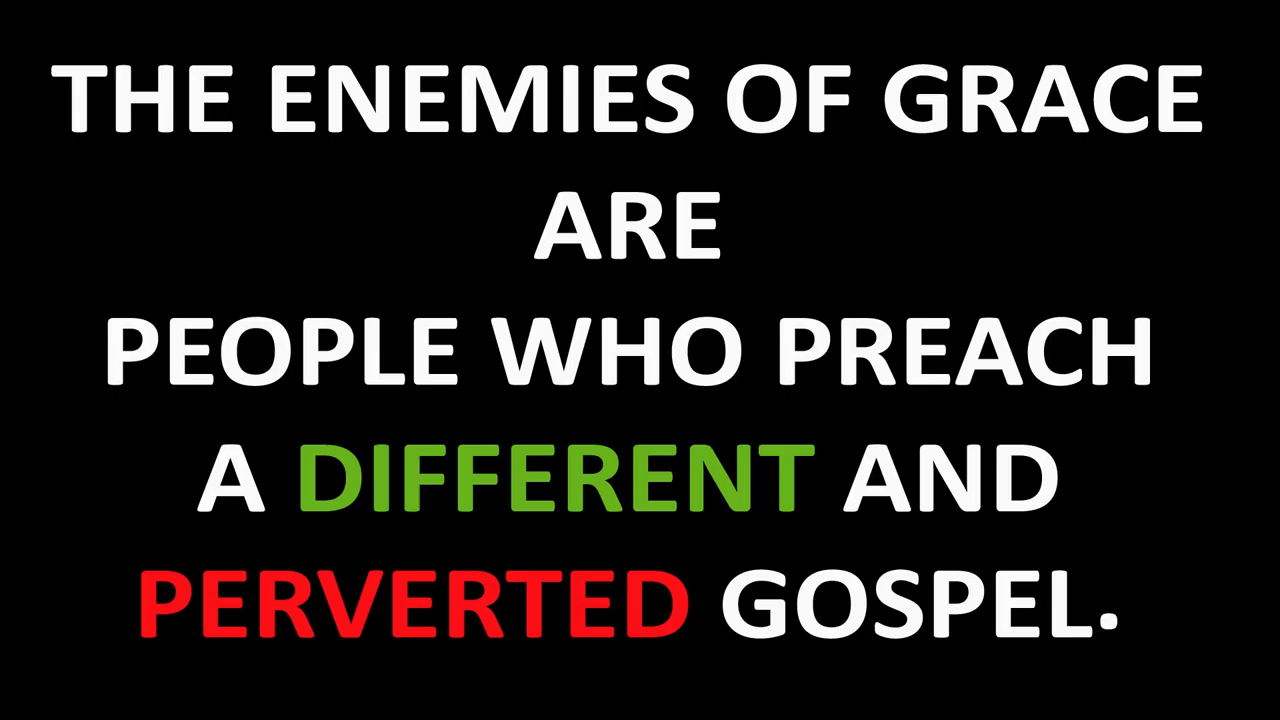 THE ENEMIES OF GRACE
ARE
PEOPLE WHO PREACH
A DIFFERENT AND
PERVERTED GOSPEL.